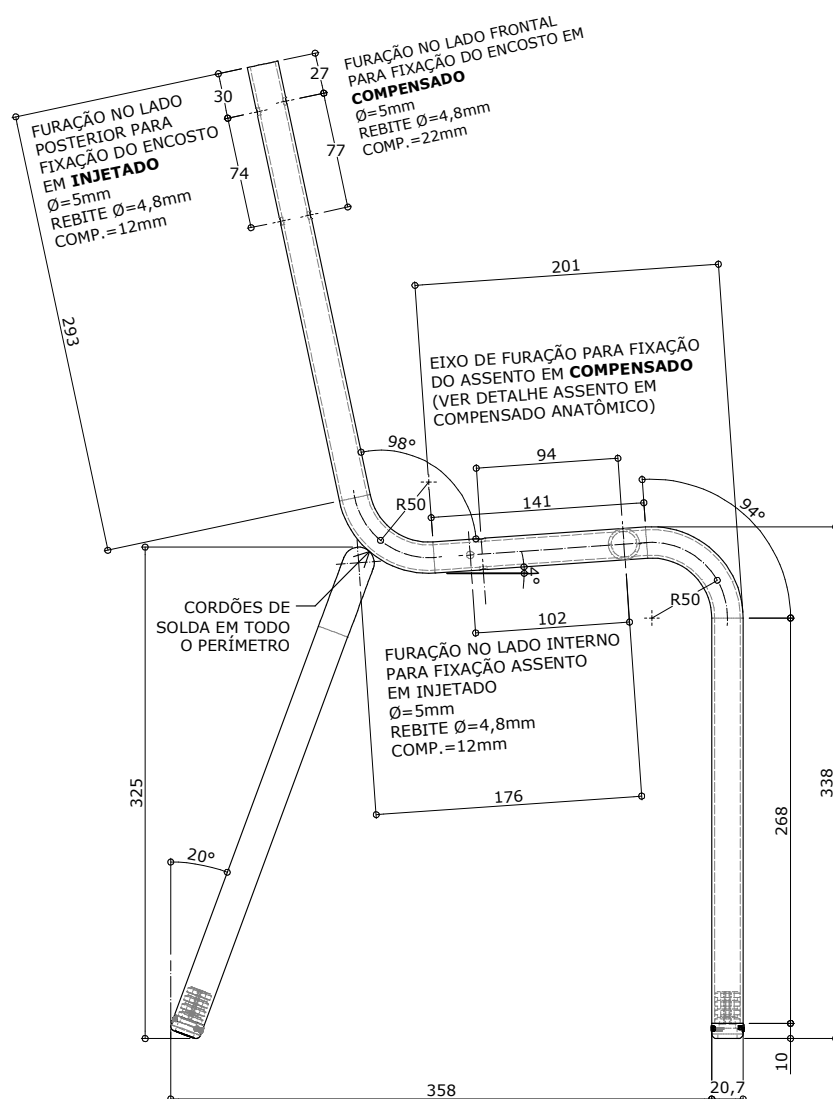 FURAÇÃO NO LADO FRONTAL
PARA FIXAÇÃO DO ENCOSTO EM
COMPENSADO
Ø=5mm
REBITE Ø=4,8mm
COMP.=22mm
27
30
77
74
FURAÇÃO NO LADO
POSTERIOR PARA
FIXAÇÃO DO ENCOSTO
EM INJETADO
Ø=5mm
REBITE Ø=4,8mm
COMP.=12mm
293
201
EIXO DE FURAÇÃO PARA FIXAÇÃO
DO ASSENTO EM COMPENSADO
(VER DETALHE ASSENTO EM
COMPENSADO ANATÔMICO)
98°
94
R50
141
94°
R50
CORDÕES DE
SOLDA EM TODO
O PERÍMETRO
102
FURAÇÃO NO LADO INTERNO
PARA FIXAÇÃO ASSENTO
EM INJETADO
Ø=5mm
REBITE Ø=4,8mm
COMP.=12mm
176
325
338
268
20°
10
358
20,7